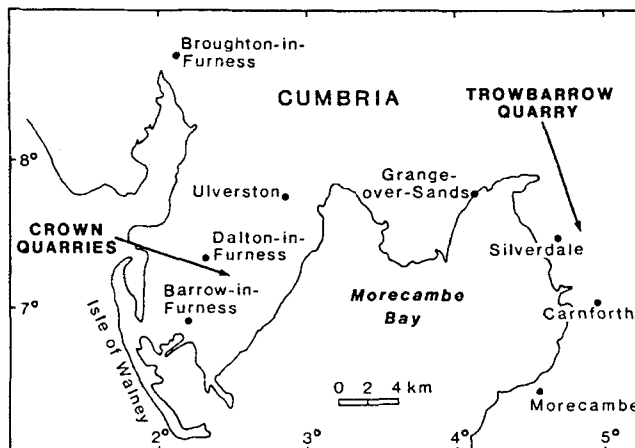 Broughton-in-
Furness
CUMBRIA
TROWBARROW
QUARRY
8°
Ulverston
Grange-
over-Sands
CROWN
QUARRIES
Dalton-in-
Furness
Silverdale
7°
Barrow-in-
Furness
Morecambe
Bay
Carnforth
Isle of Walney
0 2 4 km
Morecambe
2° 3° 4° 5°